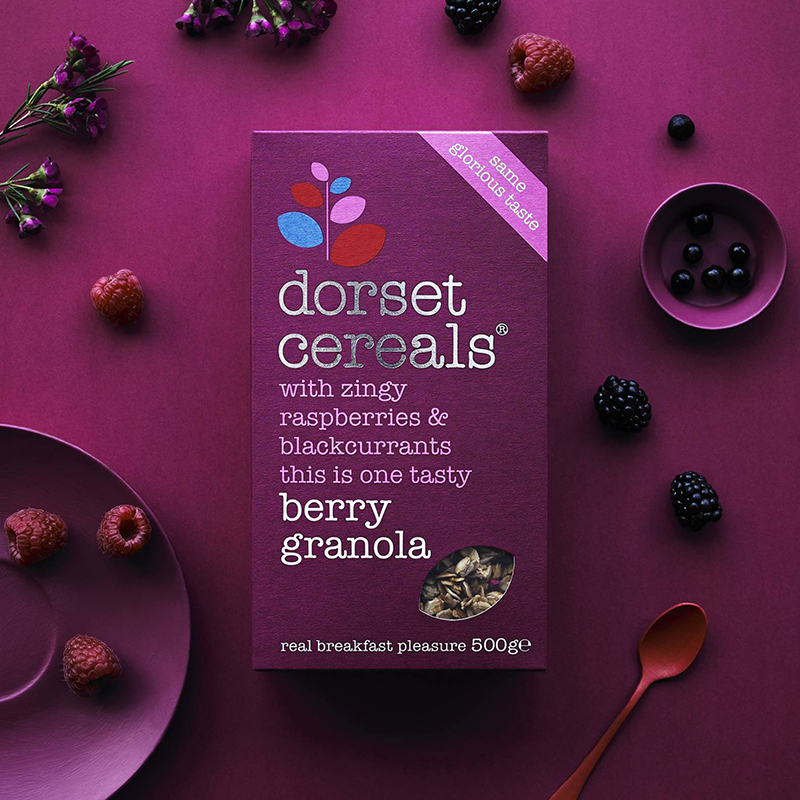 same
glorious taste
dorset
cereals®
with zingy
raspberries &
blackcurrants
this is one tasty
berry
granola
real breakfast pleasure 500g℮